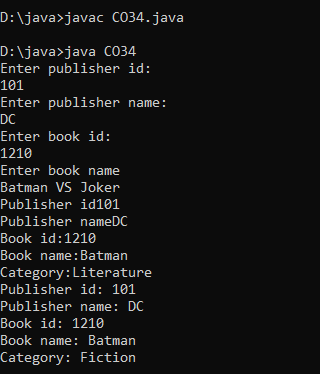 D:\java>javac CO34.java
D:\java>java CO34
Enter publisher id:
101
Enter publisher name:
DC
Enter book id:
1210
Enter book name
Batman VS Joker
Publisher id101
Publisher nameDC
Book id:1210
Book name:Batman
Category:Literature
Publisher id: 101
Publisher name: DC
Book id: 1210
Book name: Batman
Category: Fiction